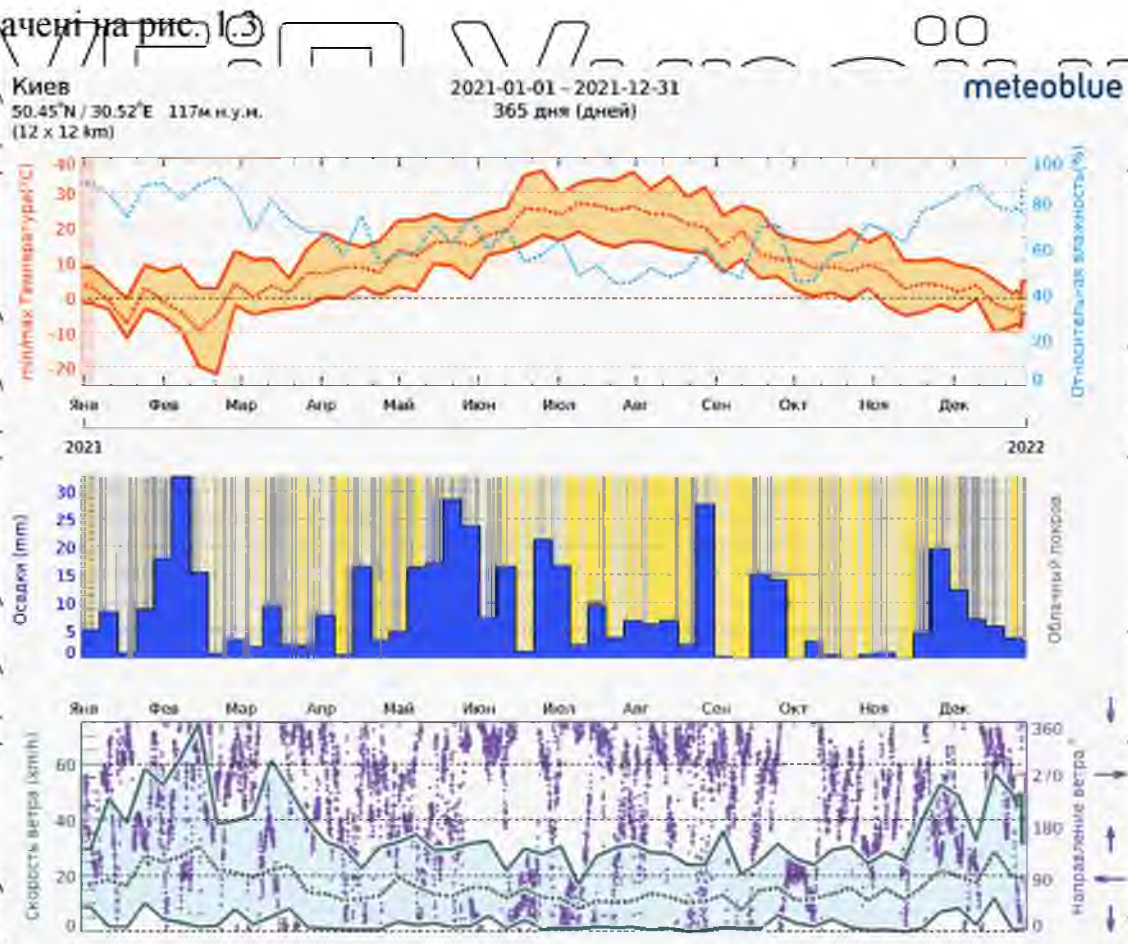 ачені на рис. 1.3
Киев
50.45°N / 30.52°E 117м н.у.м.
(12 x 12 km)
2021-01-01 - 2021-12-31
365 дня (дней)
meteoblue
min/max Температура(°C)
40
30
20
10
0
-10
-20
100
80
60
40
20
0
Относительная влажность(%)
Янв Фев Мар Апр Май Июн Июл Авг Сен Окт Ноя Дек
2021 2022
Осадки (mm)
30
25
20
15
10
5
0
Облачный покров
Янв Фев Мар Апр Май Июн Июл Авг Сен Окт Ноя Дек
Скорость ветра (km/h)
60
40
20
0
360
270
180
90
0
Направление ветра °